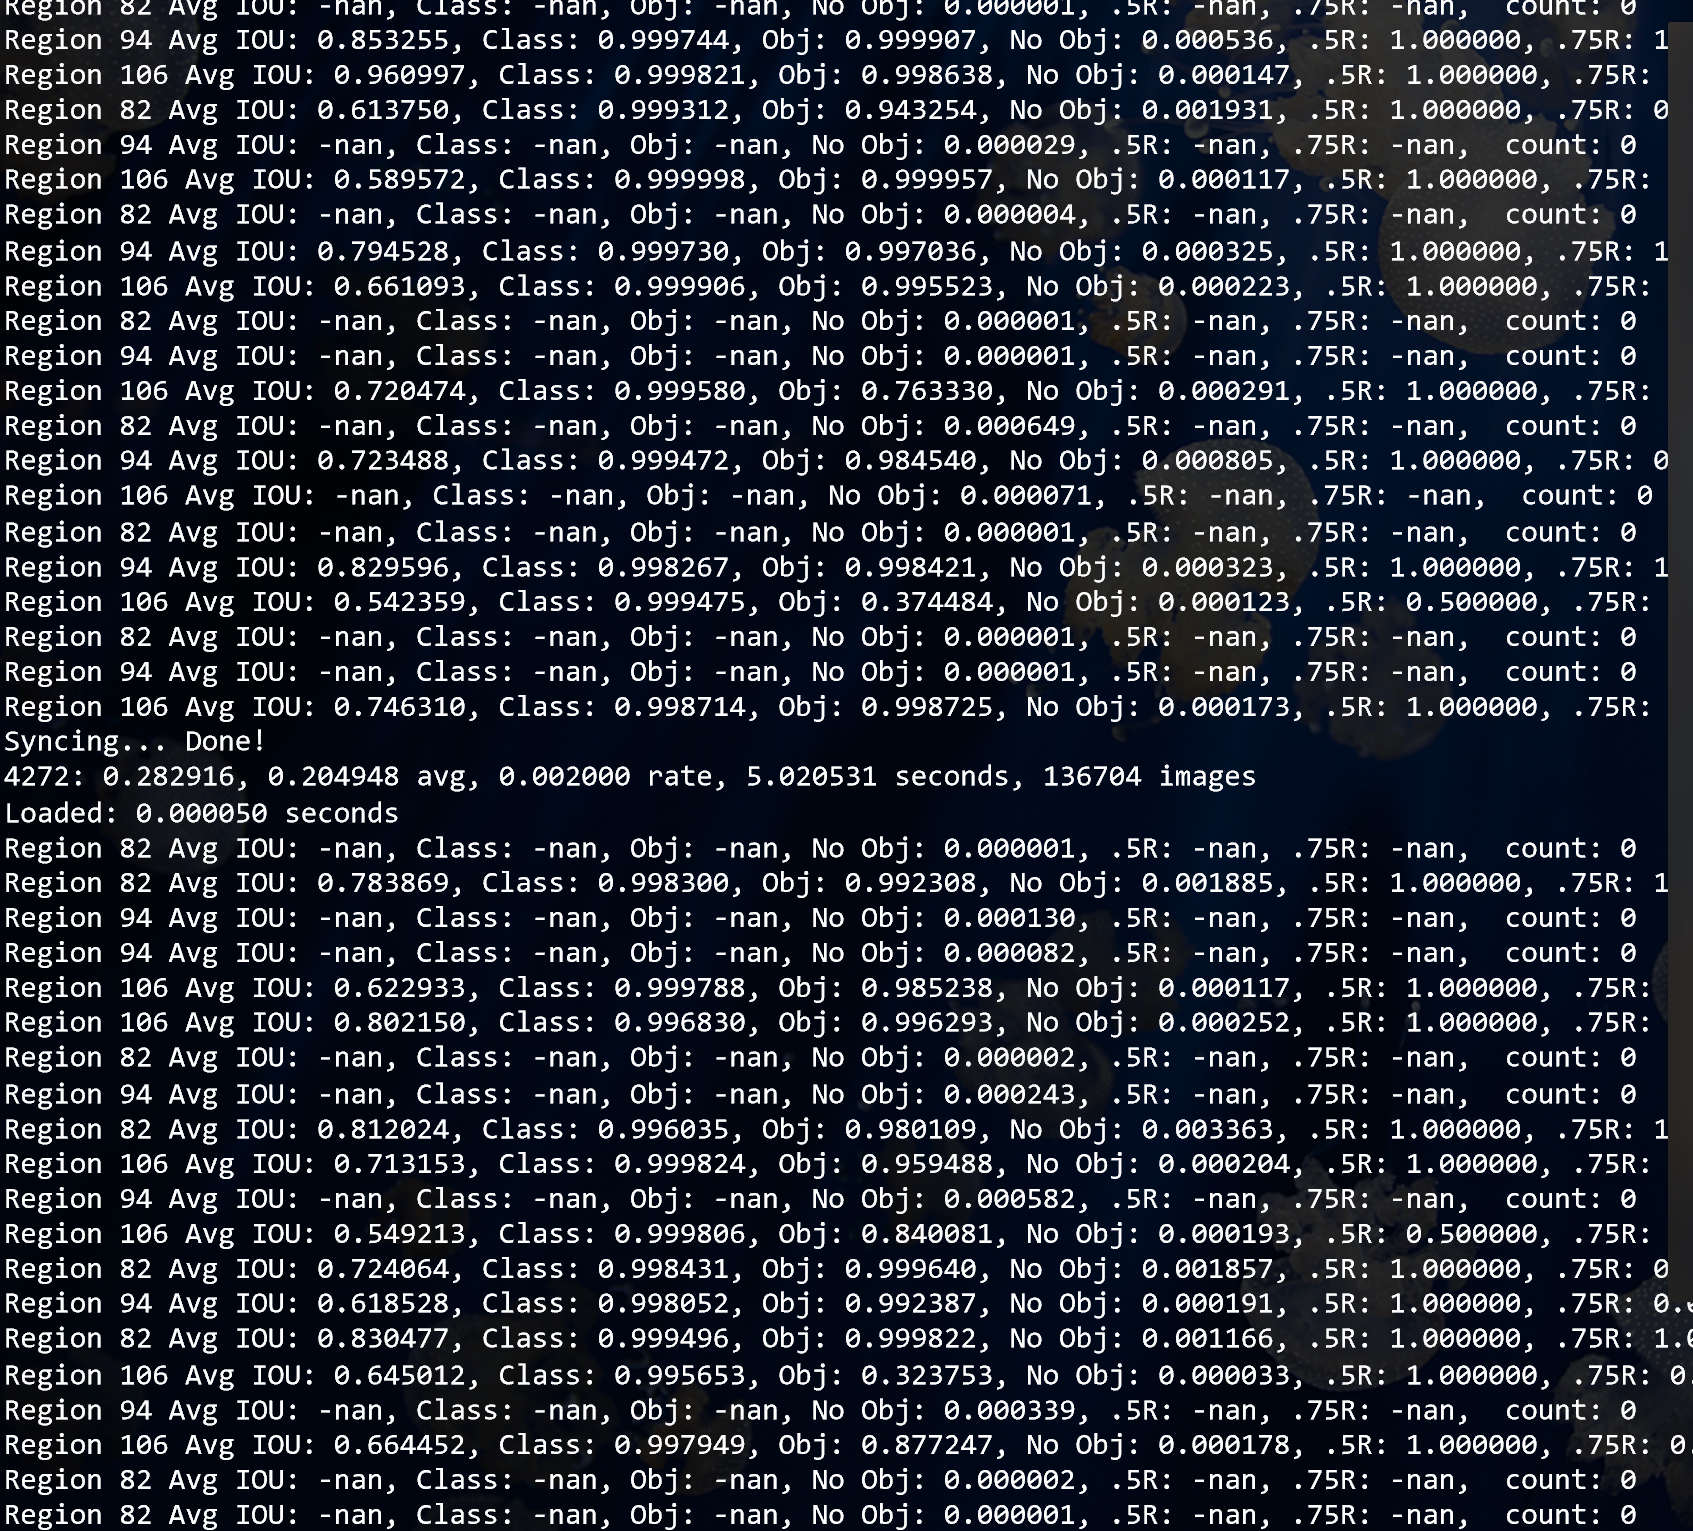 Region 82 Avg IOU: -nan, Class: -nan, Obj: -nan, No Obj: 0.000001, .5R: -nan, .75R: -nan,  count: 0
Region 94 Avg IOU: 0.853255, Class: 0.999744, Obj: 0.999907, No Obj: 0.000536, .5R: 1.000000, .75R: 1
Region 106 Avg IOU: 0.960997, Class: 0.999821, Obj: 0.998638, No Obj: 0.000147, .5R: 1.000000, .75R:
Region 82 Avg IOU: 0.613750, Class: 0.999312, Obj: 0.943254, No Obj: 0.001931, .5R: 1.000000, .75R: 0
Region 94 Avg IOU: -nan, Class: -nan, Obj: -nan, No Obj: 0.000029, .5R: -nan, .75R: -nan,  count: 0
Region 106 Avg IOU: 0.589572, Class: 0.999998, Obj: 0.999957, No Obj: 0.000117, .5R: 1.000000, .75R:
Region 82 Avg IOU: -nan, Class: -nan, Obj: -nan, No Obj: 0.000004, .5R: -nan, .75R: -nan,  count: 0
Region 94 Avg IOU: 0.794528, Class: 0.999730, Obj: 0.997036, No Obj: 0.000325, .5R: 1.000000, .75R: 1
Region 106 Avg IOU: 0.661093, Class: 0.999906, Obj: 0.995523, No Obj: 0.000223, .5R: 1.000000, .75R:
Region 82 Avg IOU: -nan, Class: -nan, Obj: -nan, No Obj: 0.000001, .5R: -nan, .75R: -nan,  count: 0
Region 94 Avg IOU: -nan, Class: -nan, Obj: -nan, No Obj: 0.000001, .5R: -nan, .75R: -nan,  count: 0
Region 106 Avg IOU: 0.720474, Class: 0.999580, Obj: 0.763330, No Obj: 0.000291, .5R: 1.000000, .75R:
Region 82 Avg IOU: -nan, Class: -nan, Obj: -nan, No Obj: 0.000649, .5R: -nan, .75R: -nan,  count: 0
Region 94 Avg IOU: 0.723488, Class: 0.999472, Obj: 0.984540, No Obj: 0.000805, .5R: 1.000000, .75R: 0
Region 106 Avg IOU: -nan, Class: -nan, Obj: -nan, No Obj: 0.000071, .5R: -nan, .75R: -nan,  count: 0
Region 82 Avg IOU: -nan, Class: -nan, Obj: -nan, No Obj: 0.000001, .5R: -nan, .75R: -nan,  count: 0
Region 94 Avg IOU: 0.829596, Class: 0.998267, Obj: 0.998421, No Obj: 0.000323, .5R: 1.000000, .75R: 1
Region 106 Avg IOU: 0.542359, Class: 0.999475, Obj: 0.374484, No Obj: 0.000123, .5R: 0.500000, .75R:
Region 82 Avg IOU: -nan, Class: -nan, Obj: -nan, No Obj: 0.000001, .5R: -nan, .75R: -nan,  count: 0
Region 94 Avg IOU: -nan, Class: -nan, Obj: -nan, No Obj: 0.000001, .5R: -nan, .75R: -nan,  count: 0
Region 106 Avg IOU: 0.746310, Class: 0.998714, Obj: 0.998725, No Obj: 0.000173, .5R: 1.000000, .75R:
Syncing... Done!
4272: 0.282916, 0.204948 avg, 0.002000 rate, 5.020531 seconds, 136704 images
Loaded: 0.000050 seconds
Region 82 Avg IOU: -nan, Class: -nan, Obj: -nan, No Obj: 0.000001, .5R: -nan, .75R: -nan,  count: 0
Region 82 Avg IOU: 0.783869, Class: 0.998300, Obj: 0.992308, No Obj: 0.001885, .5R: 1.000000, .75R: 1
Region 94 Avg IOU: -nan, Class: -nan, Obj: -nan, No Obj: 0.000130, .5R: -nan, .75R: -nan,  count: 0
Region 94 Avg IOU: -nan, Class: -nan, Obj: -nan, No Obj: 0.000082, .5R: -nan, .75R: -nan,  count: 0
Region 106 Avg IOU: 0.622933, Class: 0.999788, Obj: 0.985238, No Obj: 0.000117, .5R: 1.000000, .75R:
Region 106 Avg IOU: 0.802150, Class: 0.996830, Obj: 0.996293, No Obj: 0.000252, .5R: 1.000000, .75R:
Region 82 Avg IOU: -nan, Class: -nan, Obj: -nan, No Obj: 0.000002, .5R: -nan, .75R: -nan,  count: 0
Region 94 Avg IOU: -nan, Class: -nan, Obj: -nan, No Obj: 0.000243, .5R: -nan, .75R: -nan,  count: 0
Region 82 Avg IOU: 0.812024, Class: 0.996035, Obj: 0.980109, No Obj: 0.003363, .5R: 1.000000, .75R: 1
Region 106 Avg IOU: 0.713153, Class: 0.999824, Obj: 0.959488, No Obj: 0.000204, .5R: 1.000000, .75R:
Region 94 Avg IOU: -nan, Class: -nan, Obj: -nan, No Obj: 0.000582, .5R: -nan, .75R: -nan,  count: 0
Region 106 Avg IOU: 0.549213, Class: 0.999806, Obj: 0.840081, No Obj: 0.000193, .5R: 0.500000, .75R:
Region 82 Avg IOU: 0.724064, Class: 0.998431, Obj: 0.999640, No Obj: 0.001857, .5R: 1.000000, .75R: 0
Region 94 Avg IOU: 0.618528, Class: 0.998052, Obj: 0.992387, No Obj: 0.000191, .5R: 1.000000, .75R: 0.
Region 82 Avg IOU: 0.830477, Class: 0.999496, Obj: 0.999822, No Obj: 0.001166, .5R: 1.000000, .75R: 1.0
Region 106 Avg IOU: 0.645012, Class: 0.995653, Obj: 0.323753, No Obj: 0.000033, .5R: 1.000000, .75R: 0.
Region 94 Avg IOU: -nan, Class: -nan, Obj: -nan, No Obj: 0.000339, .5R: -nan, .75R: -nan,  count: 0
Region 106 Avg IOU: 0.664452, Class: 0.997949, Obj: 0.877247, No Obj: 0.000178, .5R: 1.000000, .75R: 0.
Region 82 Avg IOU: -nan, Class: -nan, Obj: -nan, No Obj: 0.000002, .5R: -nan, .75R: -nan,  count: 0
Region 82 Avg IOU: -nan, Class: -nan, Obj: -nan, No Obj: 0.000001, .5R: -nan, .75R: -nan,  count: 0